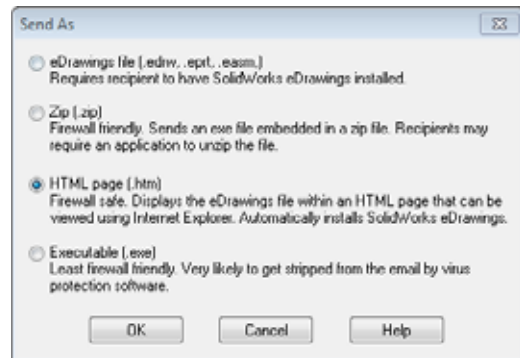 Send As
eDrawings file (.edrw, .eprt, .easm,)
Requires recipient to have SolidWorks eDrawings installed.
Zip (.zip)
Firewall friendly. Sends an exe file embedded in a zip file. Recipients may
require an application to unzip the file.
HTML page (.htm)
Firewall safe. Displays the eDrawings file within an HTML page that can be
viewed using Internet Explorer. Automatically installs SolidWorks eDrawings.
Executable (.exe)
Least firewall friendly. Very likely to get stripped from the email by virus
protection software.
OK Cancel Help